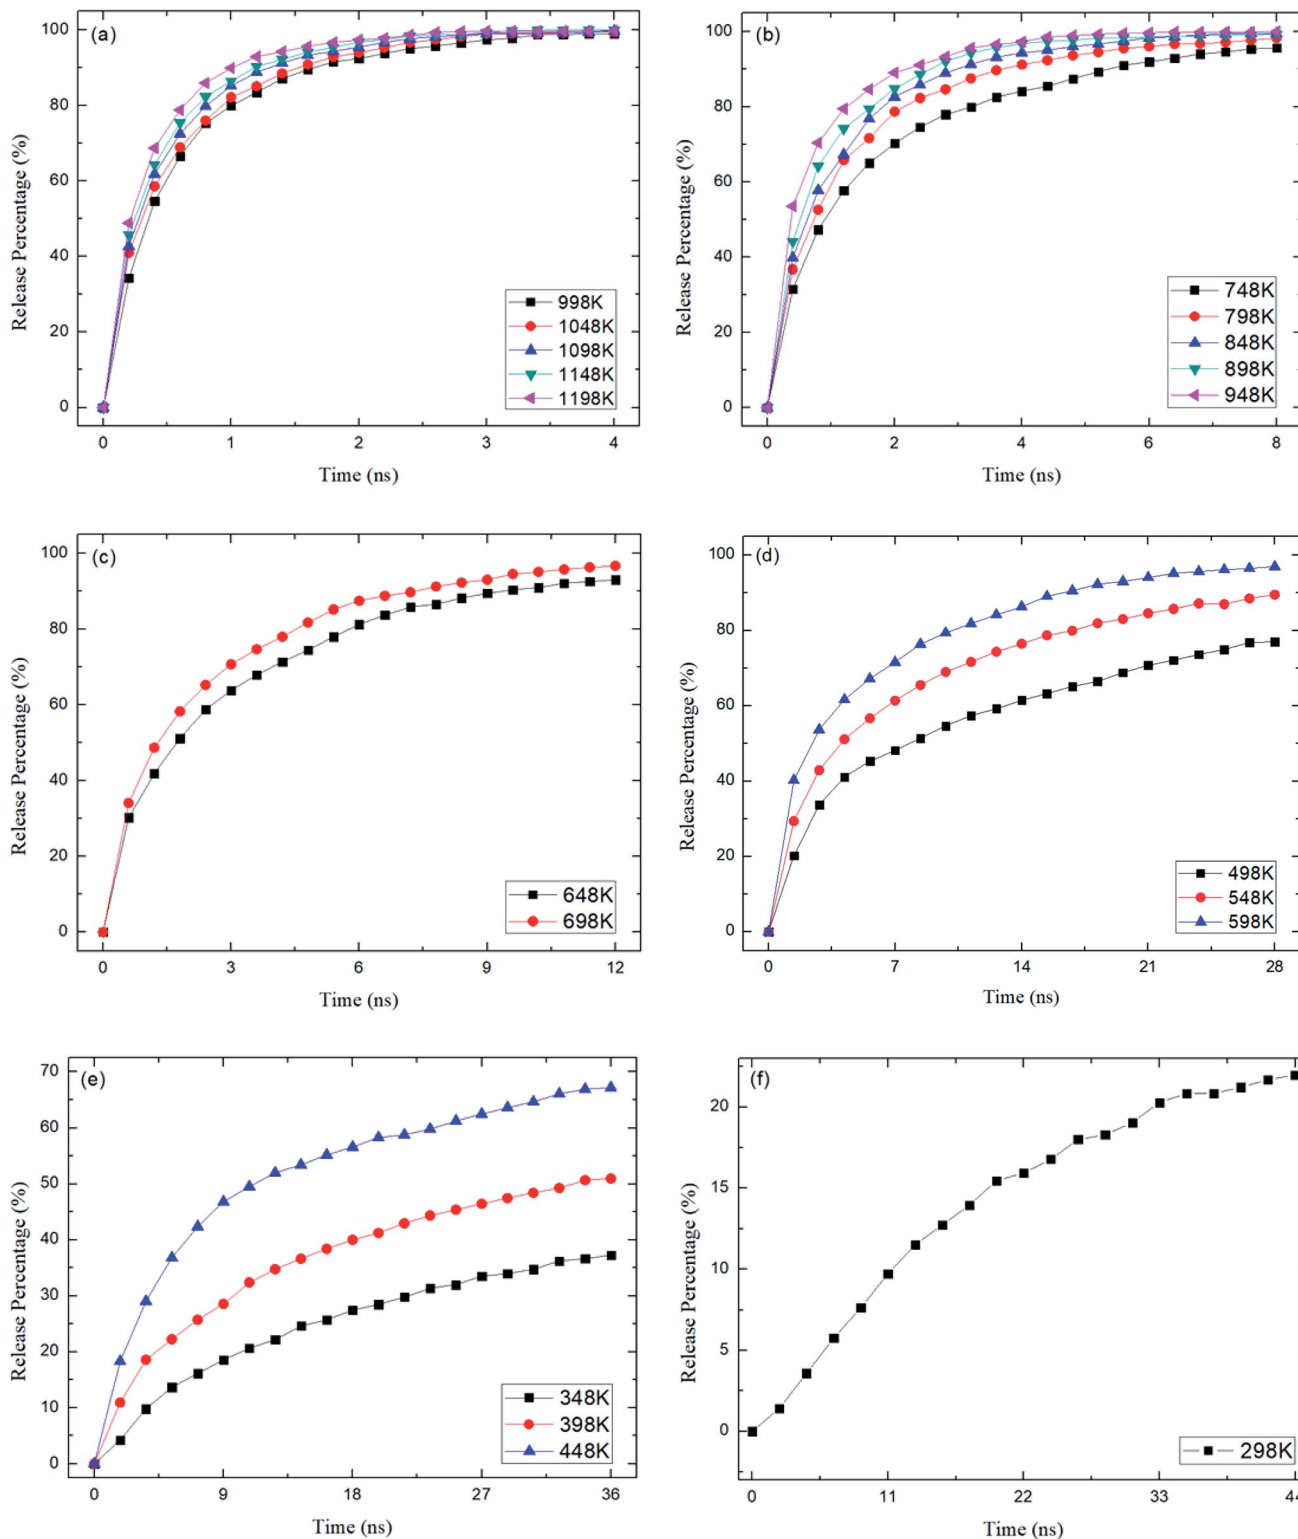 (a)
Release Percentage (%)
100
80
60
40
20
0
998K
1048K
1098K
1148K
1198K
0 1 2 3 4
Time (ns)
(b)
Release Percentage (%)
100
80
60
40
20
0
748K
798K
848K
898K
948K
0 2 4 6 8
Time (ns)
(c)
Release Percentage (%)
100
80
60
40
20
0
648K
698K
0 3 6 9 12
Time (ns)
(d)
Release Percentage (%)
100
80
60
40
20
0
498K
548K
598K
0 7 14 21 28
Time (ns)
(e)
Release Percentage (%)
70
60
50
40
30
20
10
0
348K
398K
448K
0 9 18 27 36
Time (ns)
(f)
Release Percentage (%)
20
15
10
5
0
298K
0 11 22 33 44
Time (ns)